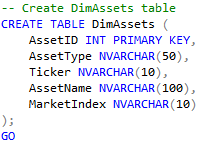 -- Create DimAssets table
CREATE TABLE DimAssets (
    AssetID INT PRIMARY KEY,
    AssetType NVARCHAR(50),
    Ticker NVARCHAR(10),
    AssetName NVARCHAR(100),
    MarketIndex NVARCHAR(10)
);
GO